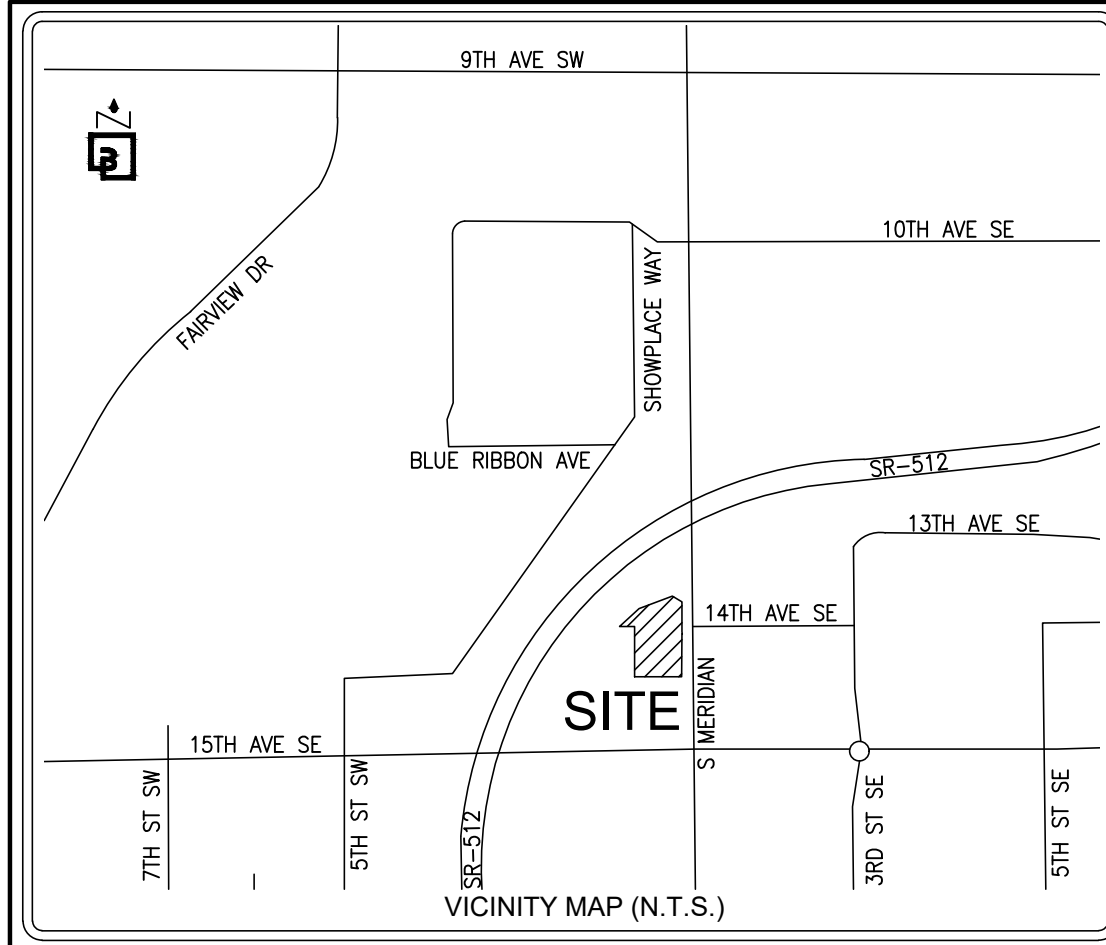 9TH AVE SW
Z
B
10TH AVE SE
FAIRVIEW DR
SHOWPLACE WAY
BLUE RIBBON AVE
SR-512
13TH AVE SE
14TH AVE SE
SITE
S MERIDIAN
15TH AVE SE
7TH ST SW
5TH ST SW
SR-512
3RD ST SE
5TH ST SE
VICINITY MAP (N.T.S.)